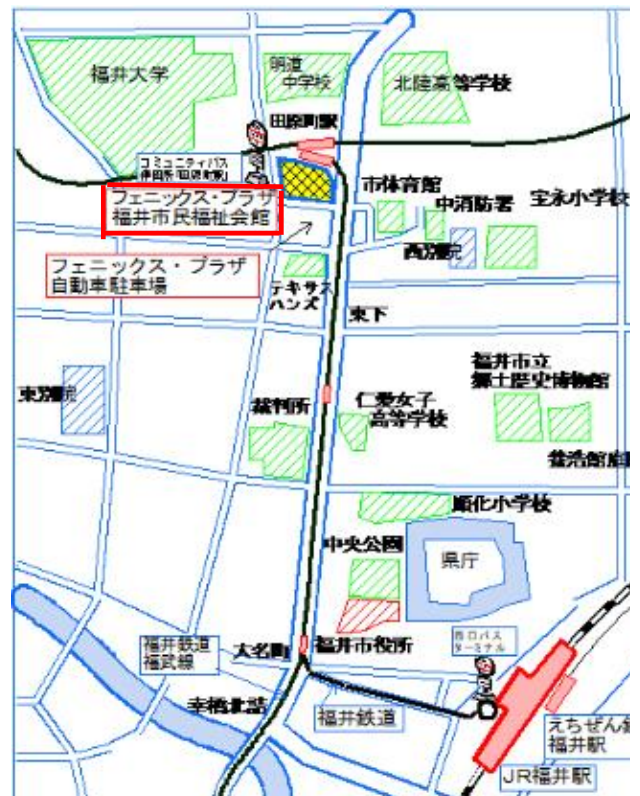 福井大学
明道
中学校
北陸高等学校
田原町駅
コミュニティバス
停留所「田原町駅」
フェニックス・プラザ
福井市民福祉会館
市体育館
中消防署
宝永小学校
西別院
フェニックス・プラザ
自動車駐車場
テキサス
ハンズ
東下
福井市立
郷土歴史博物館
東別院
裁判所
仁愛女子
高等学校
養浩館庭
順化小学校
中央公園
県庁
福井鉄道
福武線
大名町
福井市役所
西口バス
ターミナル
幸橋北詰
福井鉄道
えちぜん鉄
福井駅
JR福井駅